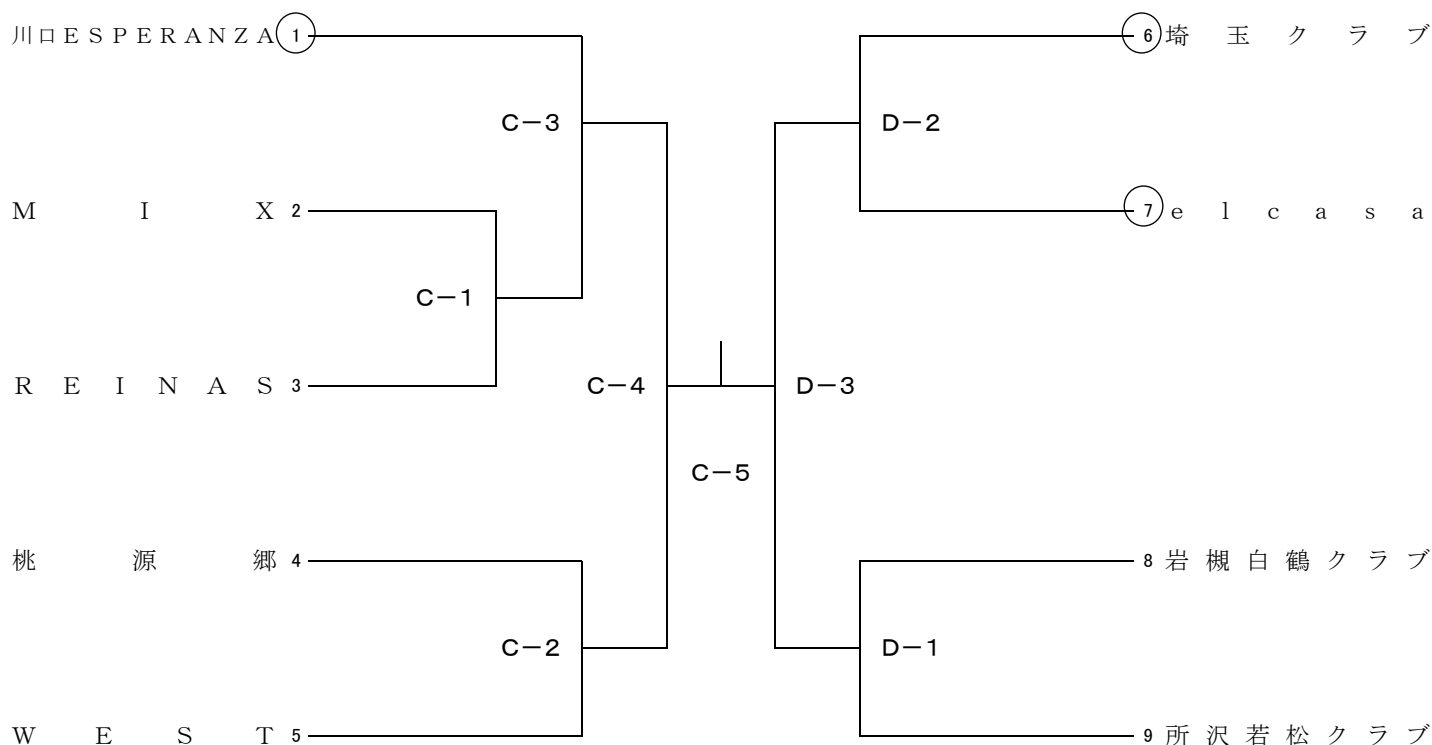 川口ESPERANZA 1
6 埼玉クラブ
C-3
D-2
MIX 2
7 elcasa
C-1
REINAS 3
C-4
D-3
C-5
桃源郷 4
8 岩槻白鶴クラブ
C-2
D-1
WEST 5
9 所沢若松クラブ